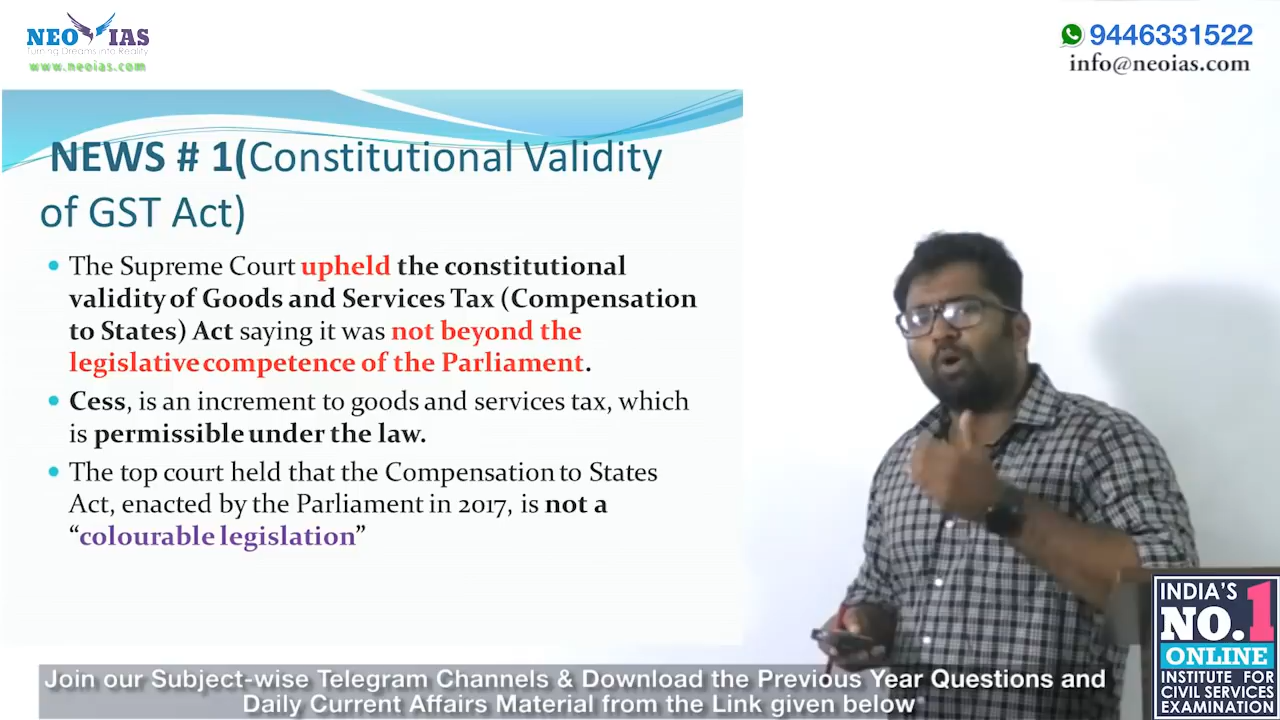 NEO IAS
Turning Dreams into Reality
www.neoias.com
9446331522
info@neoias.com
NEWS # 1(Constitutional Validity
of GST Act)
The Supreme Court upheld the constitutional
validity of Goods and Services Tax (Compensation
to States) Act saying it was not beyond the
legislative competence of the Parliament.
Cess, is an increment to goods and services tax, which
is permissible under the law.
The top court held that the Compensation to States
Act, enacted by the Parliament in 2017, is not a
“colourable legislation”
INDIA'S
NO.1
ONLINE
INSTITUTE FOR
CIVIL SERVICES
EXAMINATION
Join our Subject-wise Telegram Channels & Download the Previous Year Questions and
Daily Current Affairs Material from the Link given below